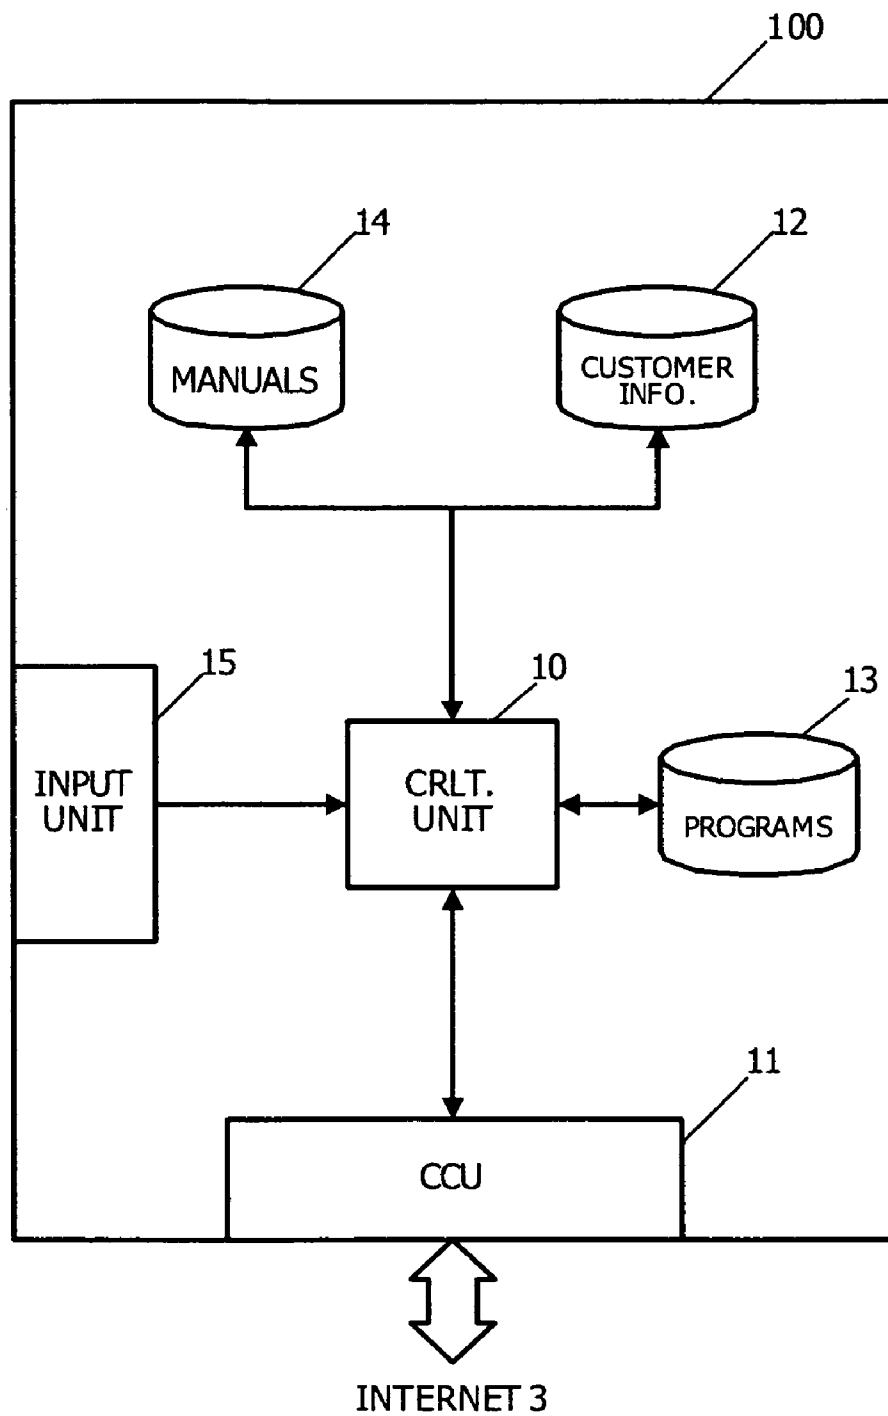 100
14
12
MANUALS
CUSTOMER
INFO.
15
10
13
INPUT
UNIT
CRLT.
UNIT
PROGRAMS
11
CCU
INTERNET 3